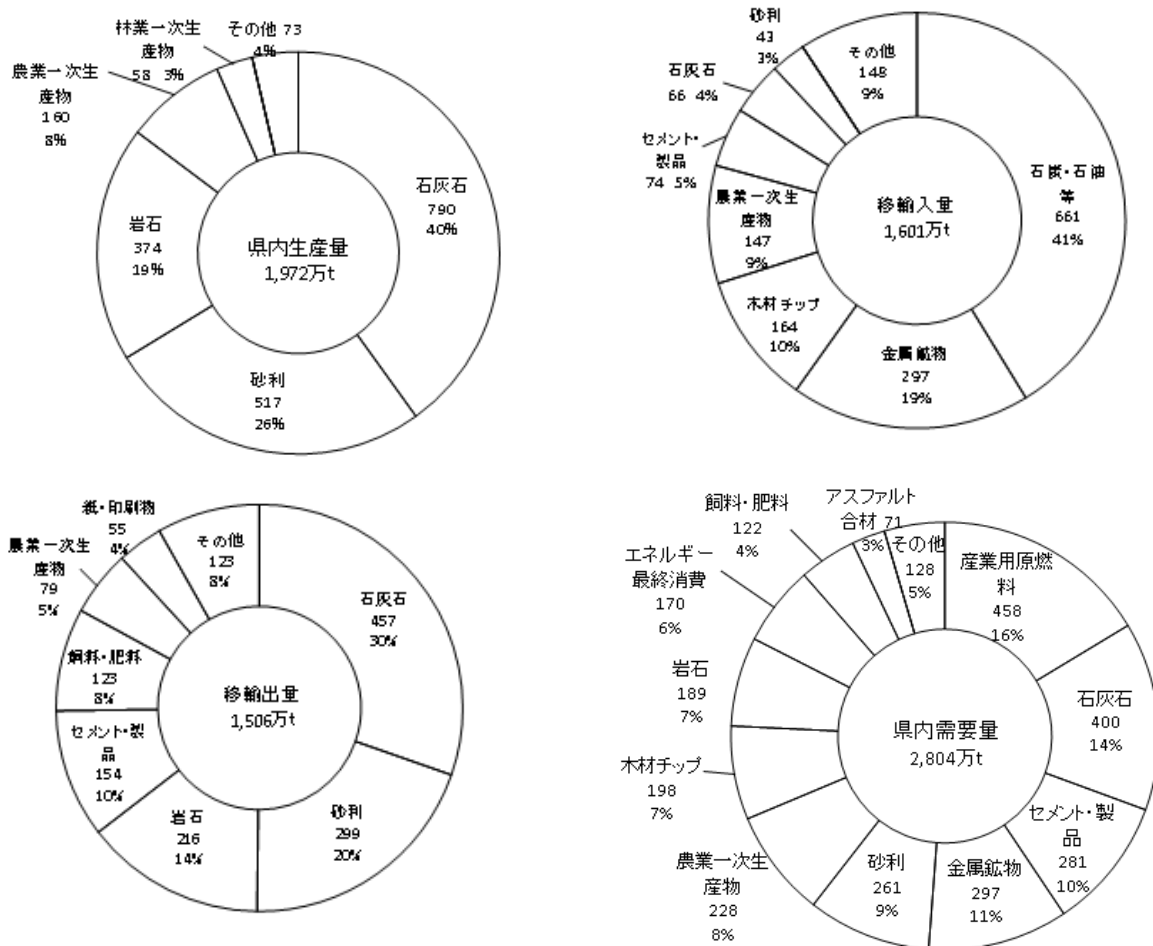 林業一次生
産物
58 3%
その他 73
4%
農業一次生
産物
160
8%
岩石
374
19%
県内生産量
1,972万t
石灰石
790
40%
砂利
517
26%
砂利
43
3%
その他
148
9%
石灰石
66 4%
セメント・
製品
74 5%
農業一次生
産物
147
9%
移輸入量
1,601万t
石炭・石油
等
661
41%
木材チップ
164
10%
金属鉱物
297
19%
紙・印刷物
55
4%
その他
123
8%
農業一次生
産物
79
5%
石灰石
457
30%
飼料・肥料
123
8%
移輸出量
1,506万t
セメント・製
品
154
10%
岩石
216
14%
砂利
299
20%
飼料・肥料
122
4%
アスファルト
合材 71
3%
その他
128
5%
産業用原燃
料
458
16%
エネルギー
最終消費
170
6%
岩石
189
7%
石灰石
400
14%
県内需要量
2,804万t
木材チップ
198
7%
セメント・製
品
281
10%
農業一次生
産物
228
8%
砂利
261
9%
金属鉱物
297
11%